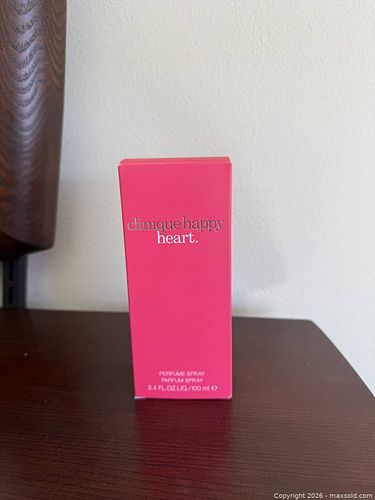 clinique happy
heart.
PERFUME SPRAY
PARFUM SPRAY
3.4 FL.OZ.LIQ./100 ml ℮
Copyright 2026 - maxsold.com